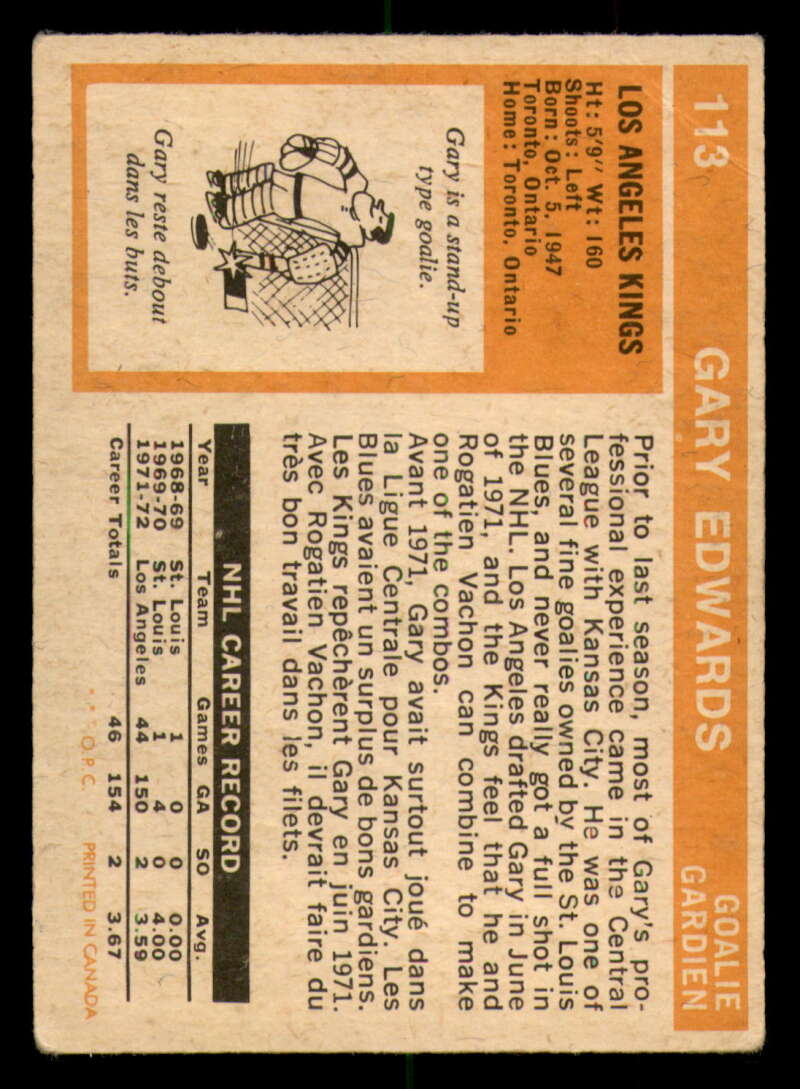 113 GARY EDWARDS GOALIE
GARDIEN
LOS ANGELES KINGS
Ht: 5'9" Wt: 160
Shoots: Left
Born: Oct. 5, 1947
Toronto, Ontario
Home: Toronto, Ontario
Gary is a stand-up
type goalie.
Gary reste debout
dans les buts.
Prior to last season, most of Gary's pro-
fessional experience came in the Central
League with Kansas City. He was one of
several fine goalies owned by the St. Louis
Blues, and never really got a full shot in
the NHL. Los Angeles drafted Gary in June
of 1971, and the Kings feel that he and
Rogatien Vachon can combine to make
one of the combos.
Avant 1971, Gary avait surtout joué dans
la Ligue Centrale pour Kansas City. Les
Blues avaient un surplus de bons gardiens.
Les Kings repêchèrent Gary en juin 1971.
Avec Rogatien Vachon, il devrait faire du
très bon travail dans les filets.
NHL CAREER RECORD
Year Team Games GA SO Avg.
1968-69 St. Louis 1 0 0 0.00
1969-70 St. Louis 1 4 0 4.00
1971-72 Los Angeles 44 150 2 3.59
Career Totals 46 154 2 3.67
O.P.C. PRINTED IN CANADA